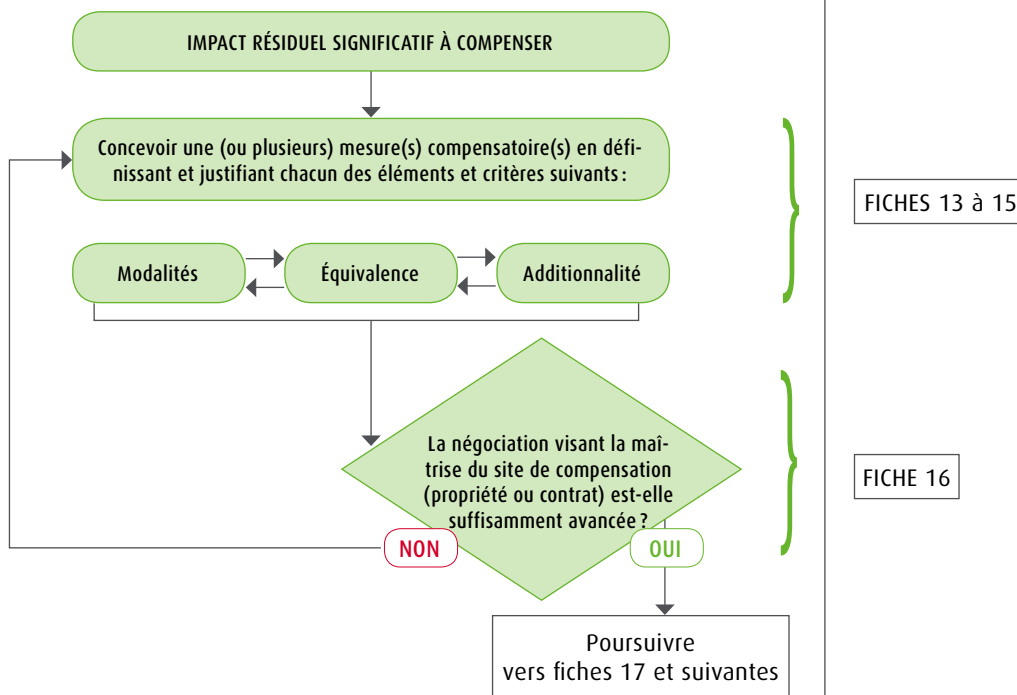 IMPACT RÉSIDUEL SIGNIFICATIF À COMPENSER
Concevoir une (ou plusieurs) mesure(s) compensatoire(s) en défi-
nissant et justifiant chacun des éléments et critères suivants :
FICHES 13 à 15
Modalités
Équivalence
Additionnalité
La négociation visant la maî-
trise du site de compensation
(propriété ou contrat) est-elle
suffisamment avancée ?
FICHE 16
NON
OUI
Poursuivre
vers fiches 17 et suivantes